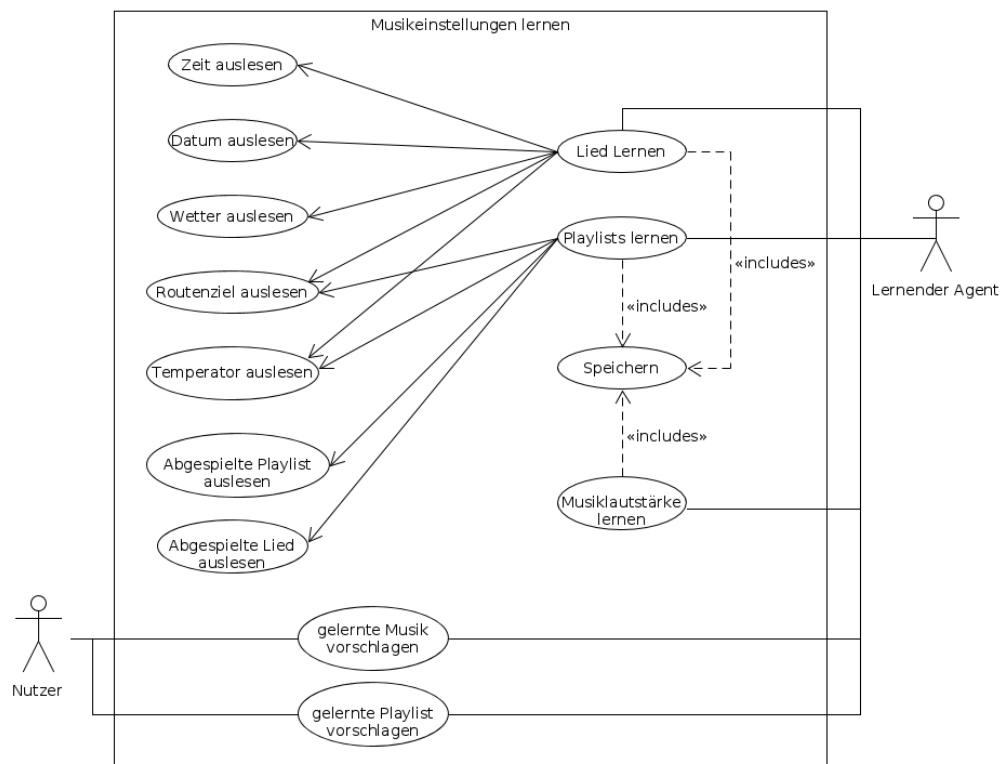 Musikeinstellungen lernen
Zeit auslesen
Datum auslesen
Lied Lernen
Wetter auslesen
Playlists lernen
«includes»
Routenziel auslesen
Lernender Agent
«includes»
Temperator auslesen
Speichern
«includes»
Abgespielte Playlist
auslesen
Musiklautstärke
lernen
Abgespielte Lied
auslesen
gelernte Musik
vorschlagen
Nutzer
gelernte Playlist
vorschlagen